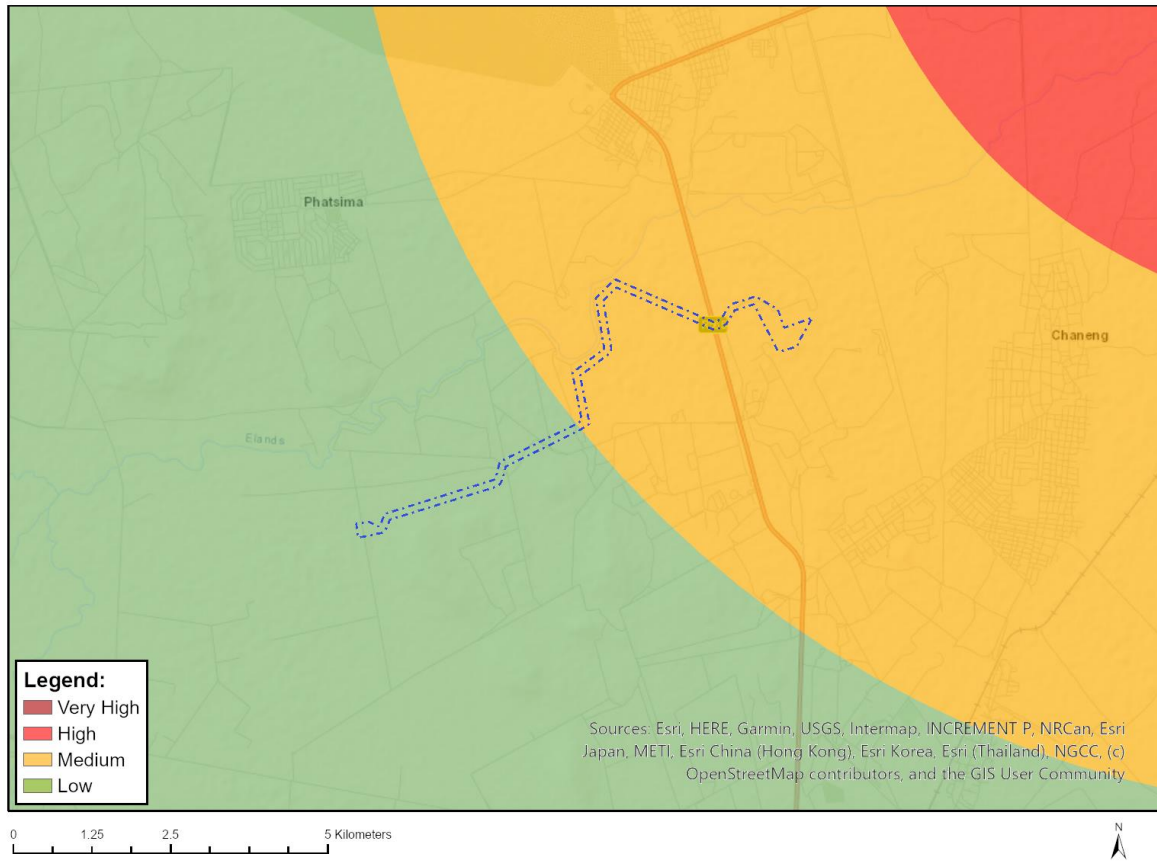 Phatsima
Chaneng
Elands
Legend:
Very High
High
Medium
Low
Sources: Esri, HERE, Garmin, USGS, Intermap, INCREMENT P, NRCan, Esri
Japan, METI, Esri China (Hong Kong), Esri Korea, Esri (Thailand), NGCC, (c)
OpenStreetMap contributors, and the GIS User Community
0 1.25 2.5 5 Kilometers
N